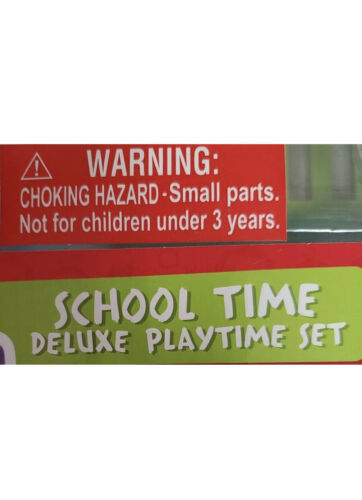 WARNING:
CHOKING HAZARD - Small parts.
Not for children under 3 years.
SCHOOL TIME
DELUXE PLAYTIME SET